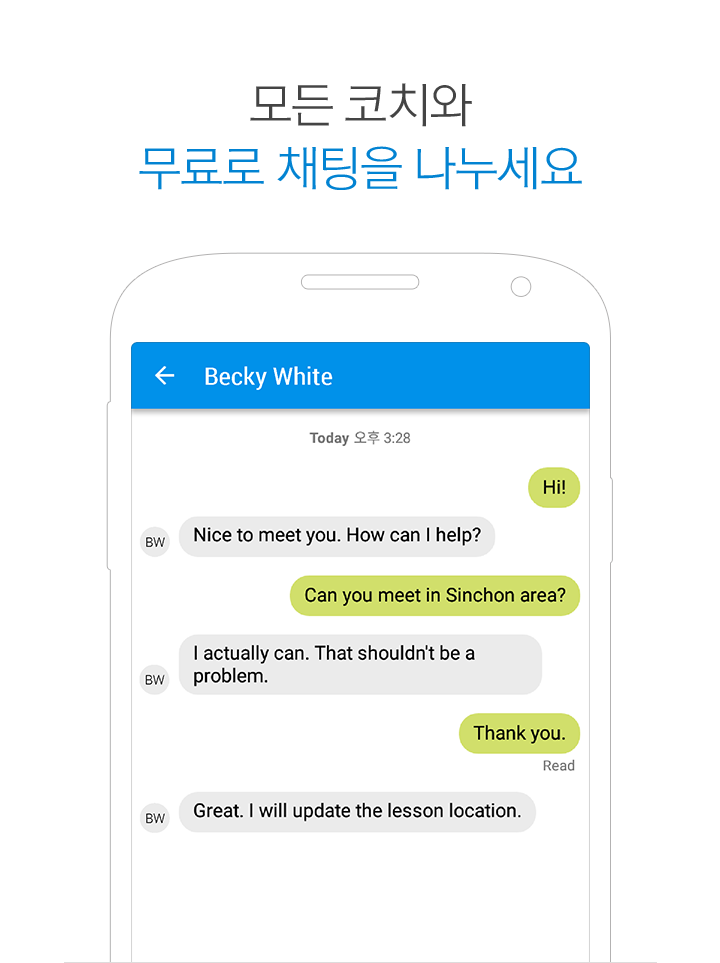 모든 코치와
무료로 채팅을 나누세요
Becky White
Today 오후 3:28
Hi!
BW
Nice to meet you. How can I help?
Can you meet in Sinchon area?
I actually can. That shouldn't be a
problem.
BW
Thank you.
Read
BW
Great. I will update the lesson location.